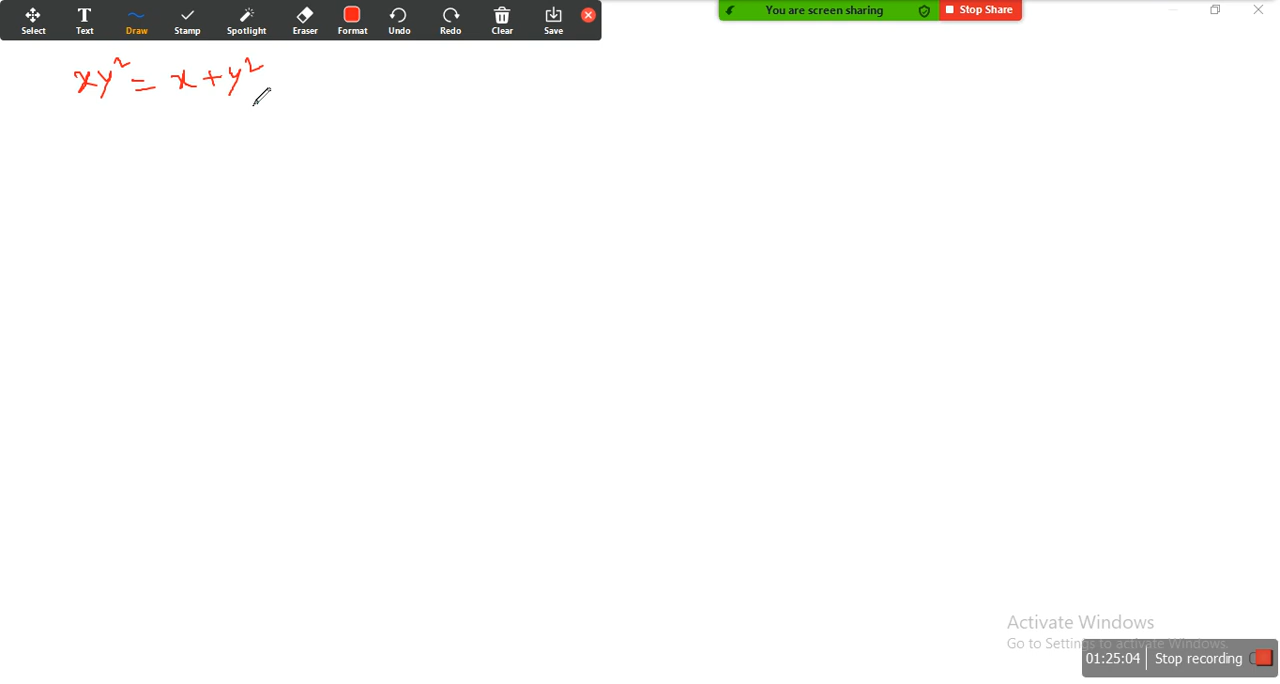 Select Text Draw Stamp Spotlight Eraser Format Undo Redo Clear Save
You are screen sharing Stop Share
xy² = x + y²
Activate Windows
Go to Settings to activate Windows.
01:25:04 Stop recording